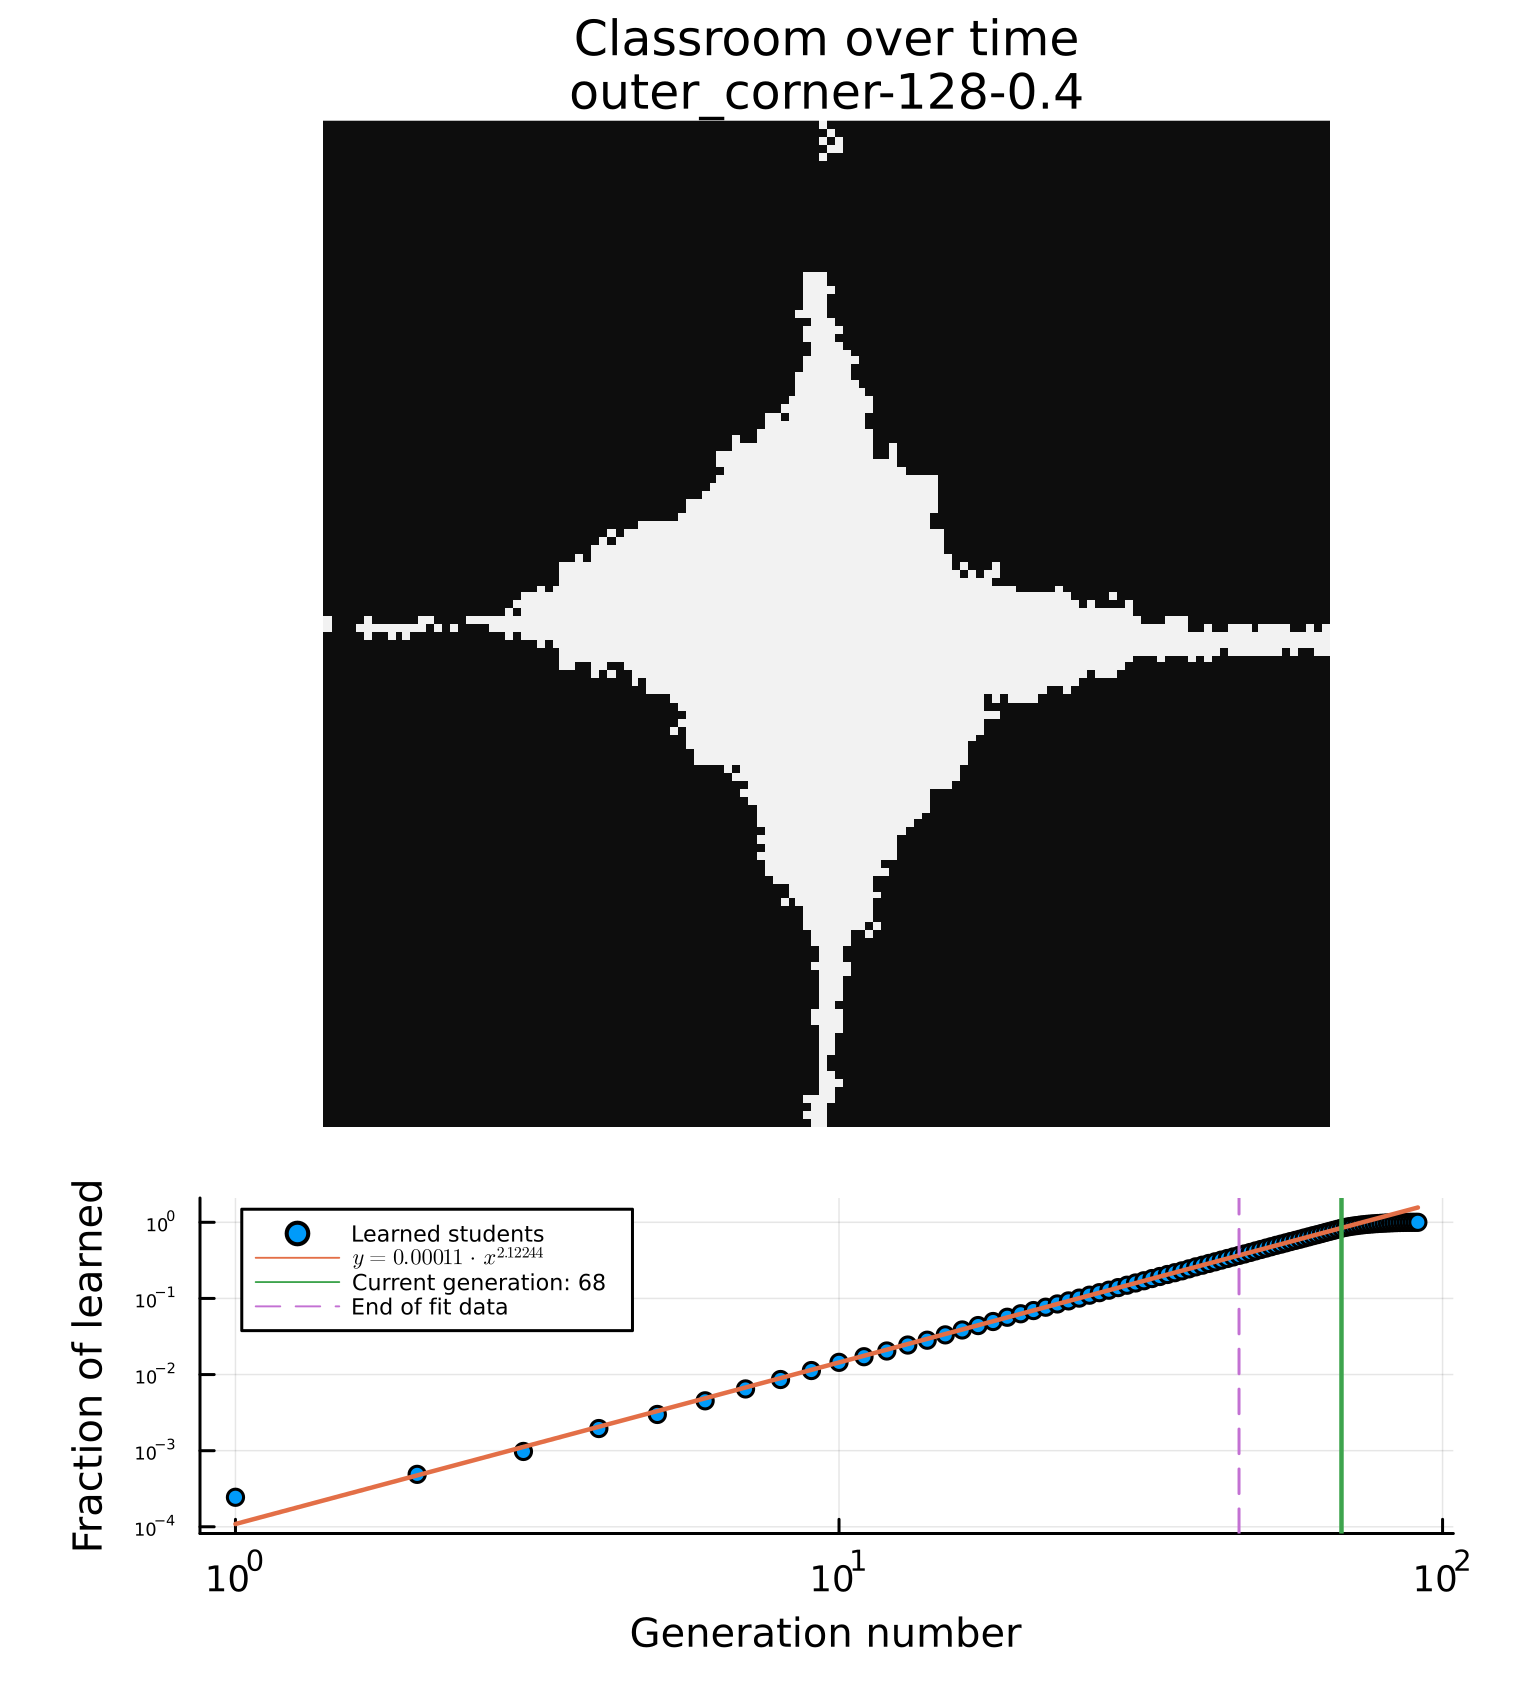 Classroom over time
outer_corner-128-0.4
Fraction of learned
10^0
10^-1
10^-2
10^-3
10^-4
Learned students
y = 0.00011 · x^2.12244
Current generation: 68
End of fit data
10^0 10^1 10^2
Generation number